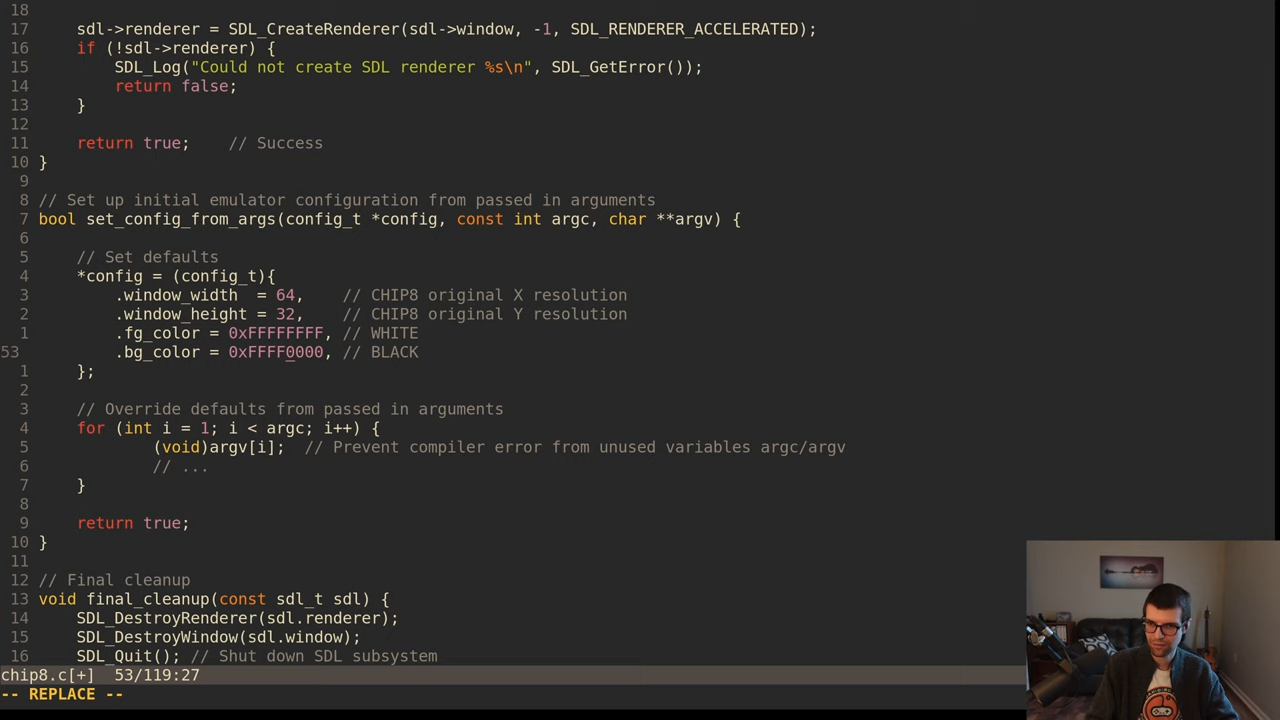 18
17     sdl->renderer = SDL_CreateRenderer(sdl->window, -1, SDL_RENDERER_ACCELERATED);
16     if (!sdl->renderer) {
15         SDL_Log("Could not create SDL renderer %s\n", SDL_GetError());
14         return false;
13     }
12
11     return true;    // Success
10 }
9
8 // Set up initial emulator configuration from passed in arguments
7 bool set_config_from_args(config_t *config, const int argc, char **argv) {
6
5     // Set defaults
4     *config = (config_t){
3         .window_width  = 64,    // CHIP8 original X resolution
2         .window_height = 32,    // CHIP8 original Y resolution
1         .fg_color = 0xFFFFFFFF, // WHITE
53         .bg_color = 0xFFFF0000, // BLACK
1     };
2
3     // Override defaults from passed in arguments
4     for (int i = 1; i < argc; i++) {
5             (void)argv[i];  // Prevent compiler error from unused variables argc/argv
6             // ...
7     }
8
9     return true;
10 }
11
12 // Final cleanup
13 void final_cleanup(const sdl_t sdl) {
14     SDL_DestroyRenderer(sdl.renderer);
15     SDL_DestroyWindow(sdl.window);
16     SDL_Quit(); // Shut down SDL subsystem
chip8.c[+]  53/119:27
-- REPLACE --